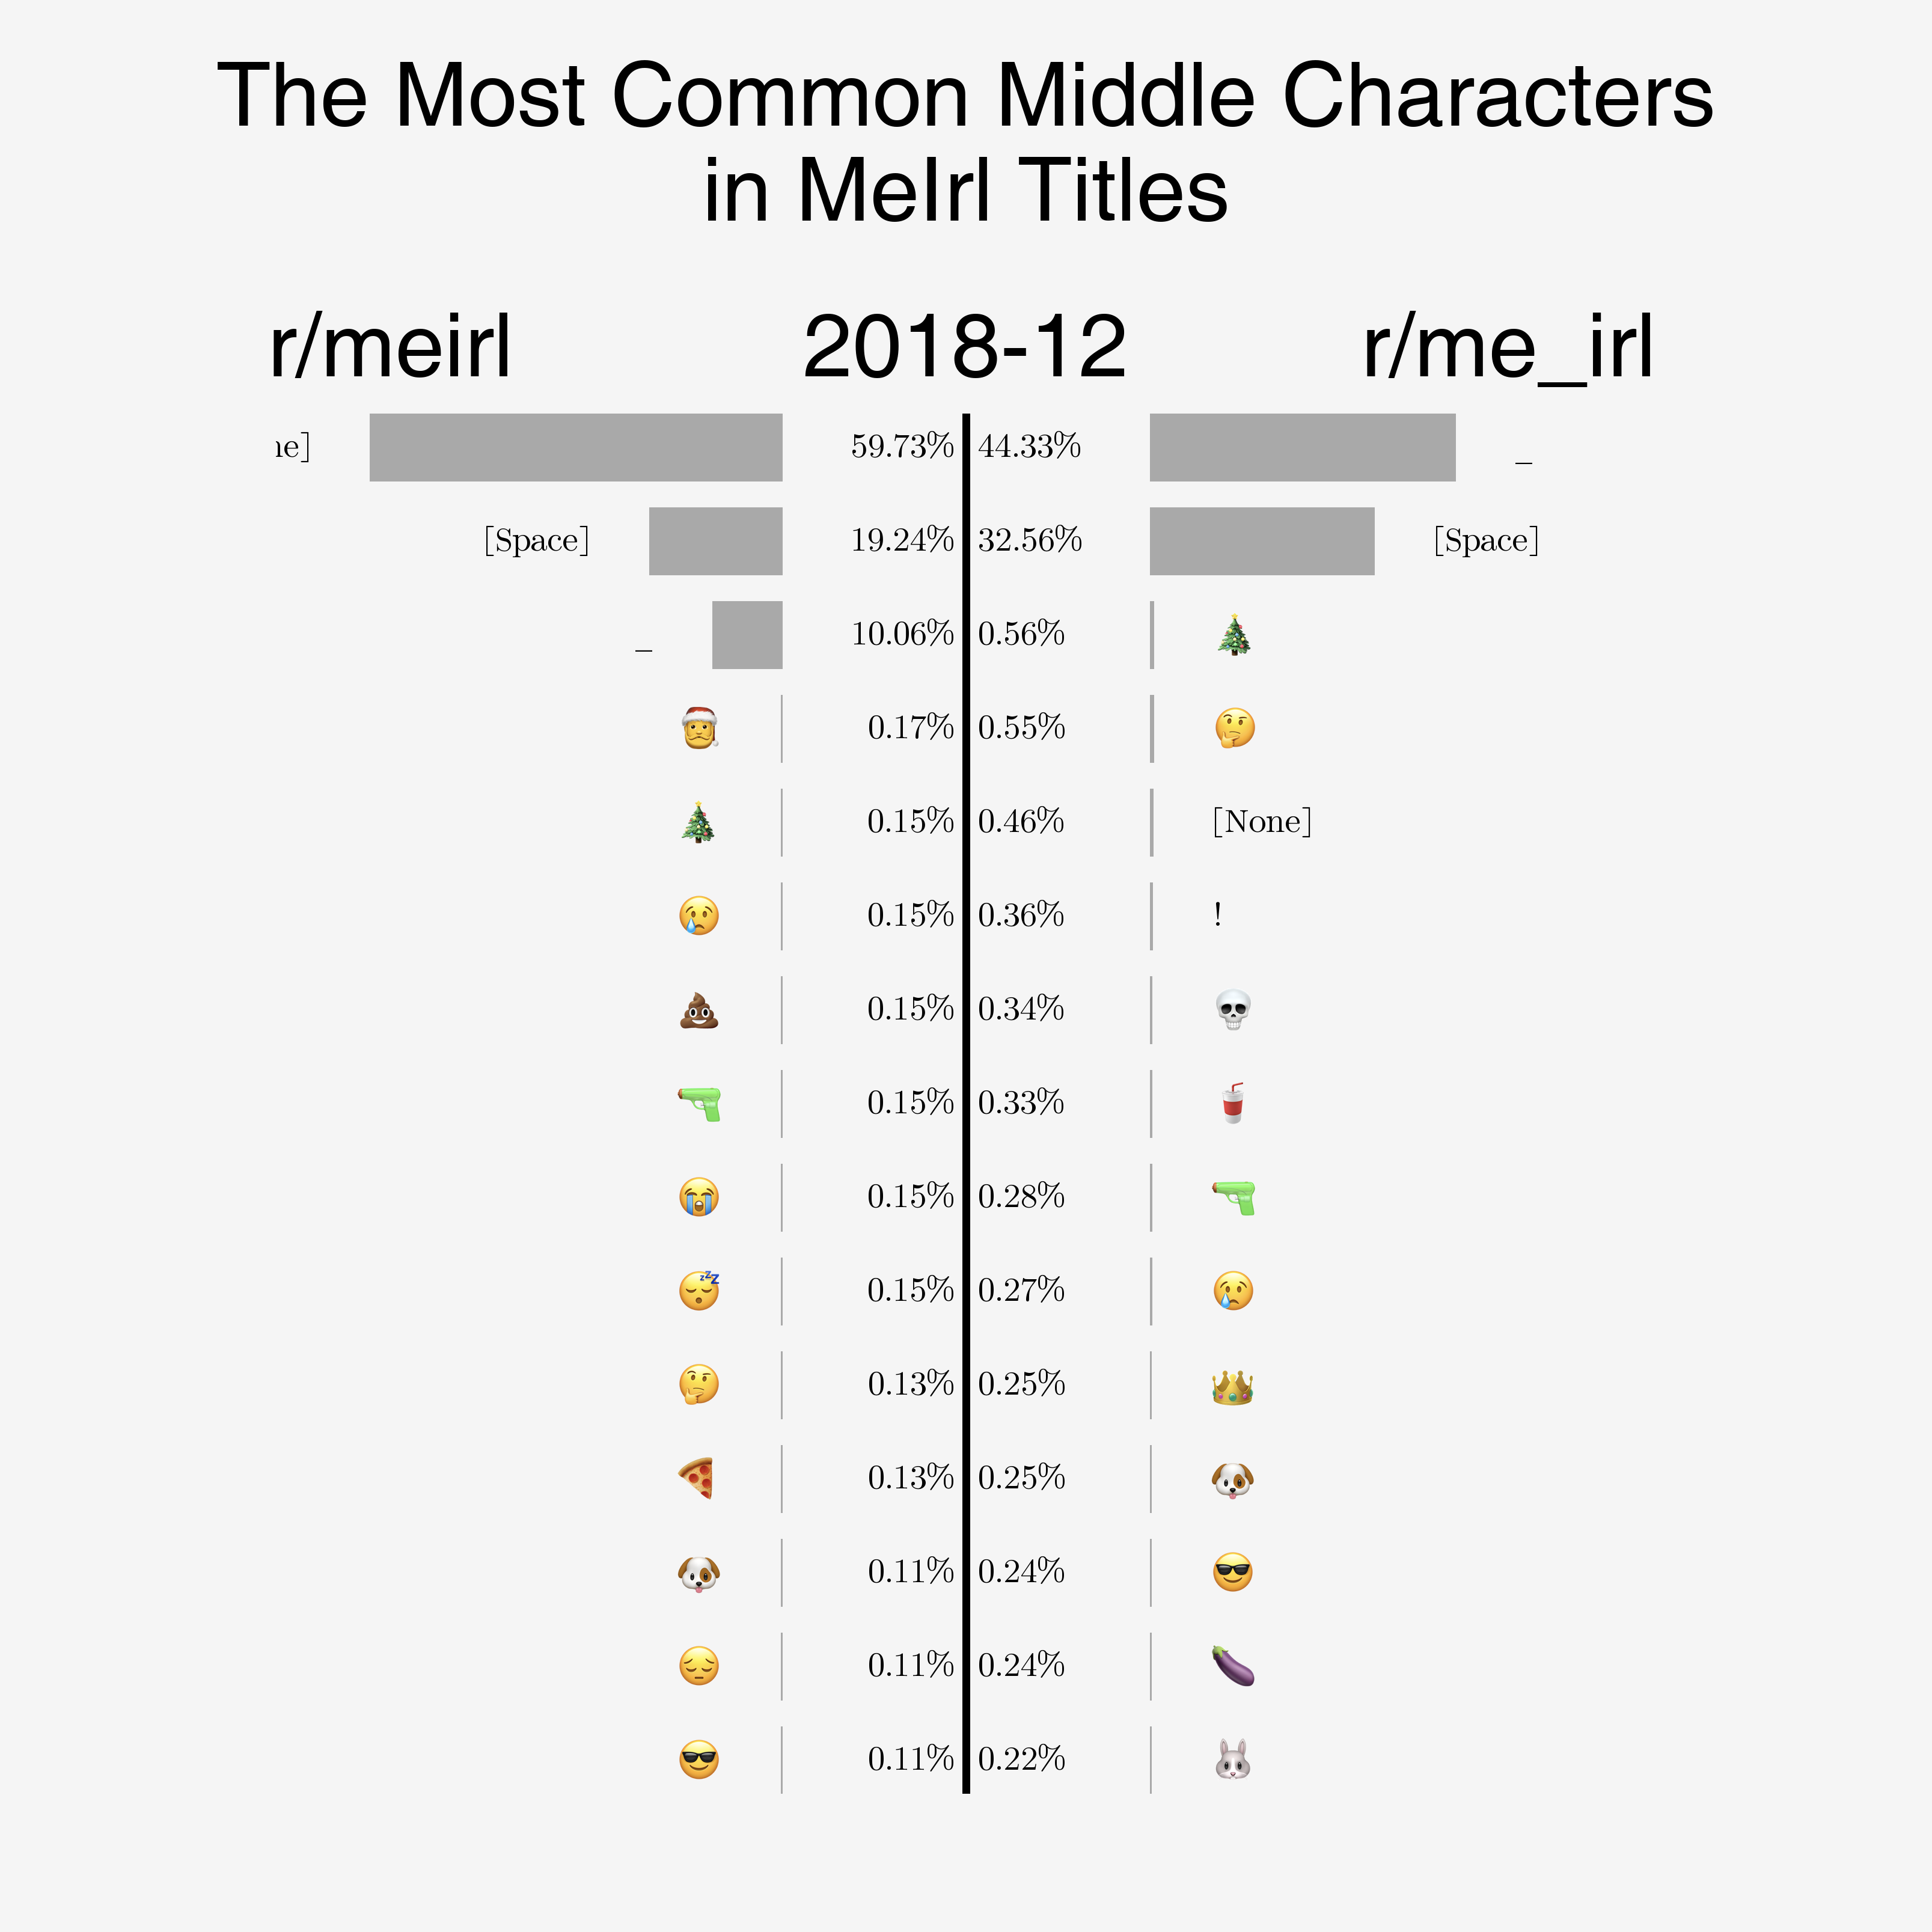 The Most Common Middle Characters
in MeIrl Titles
r/meirl 2018-12 r/me_irl
e] 59.73% 44.33% _
[Space] 19.24% 32.56% [Space]
_ 10.06% 0.56% 🎄
🎅 0.17% 0.55% 🤔
🎄 0.15% 0.46% [None]
😢 0.15% 0.36% !
💩 0.15% 0.34% 💀
🔫 0.15% 0.33% 🥤
😭 0.15% 0.28% 🔫
😴 0.15% 0.27% 😢
🤔 0.13% 0.25% 👑
🍕 0.13% 0.25% 🐶
🐶 0.11% 0.24% 😎
😔 0.11% 0.24% 🍆
😎 0.11% 0.22% 🐰